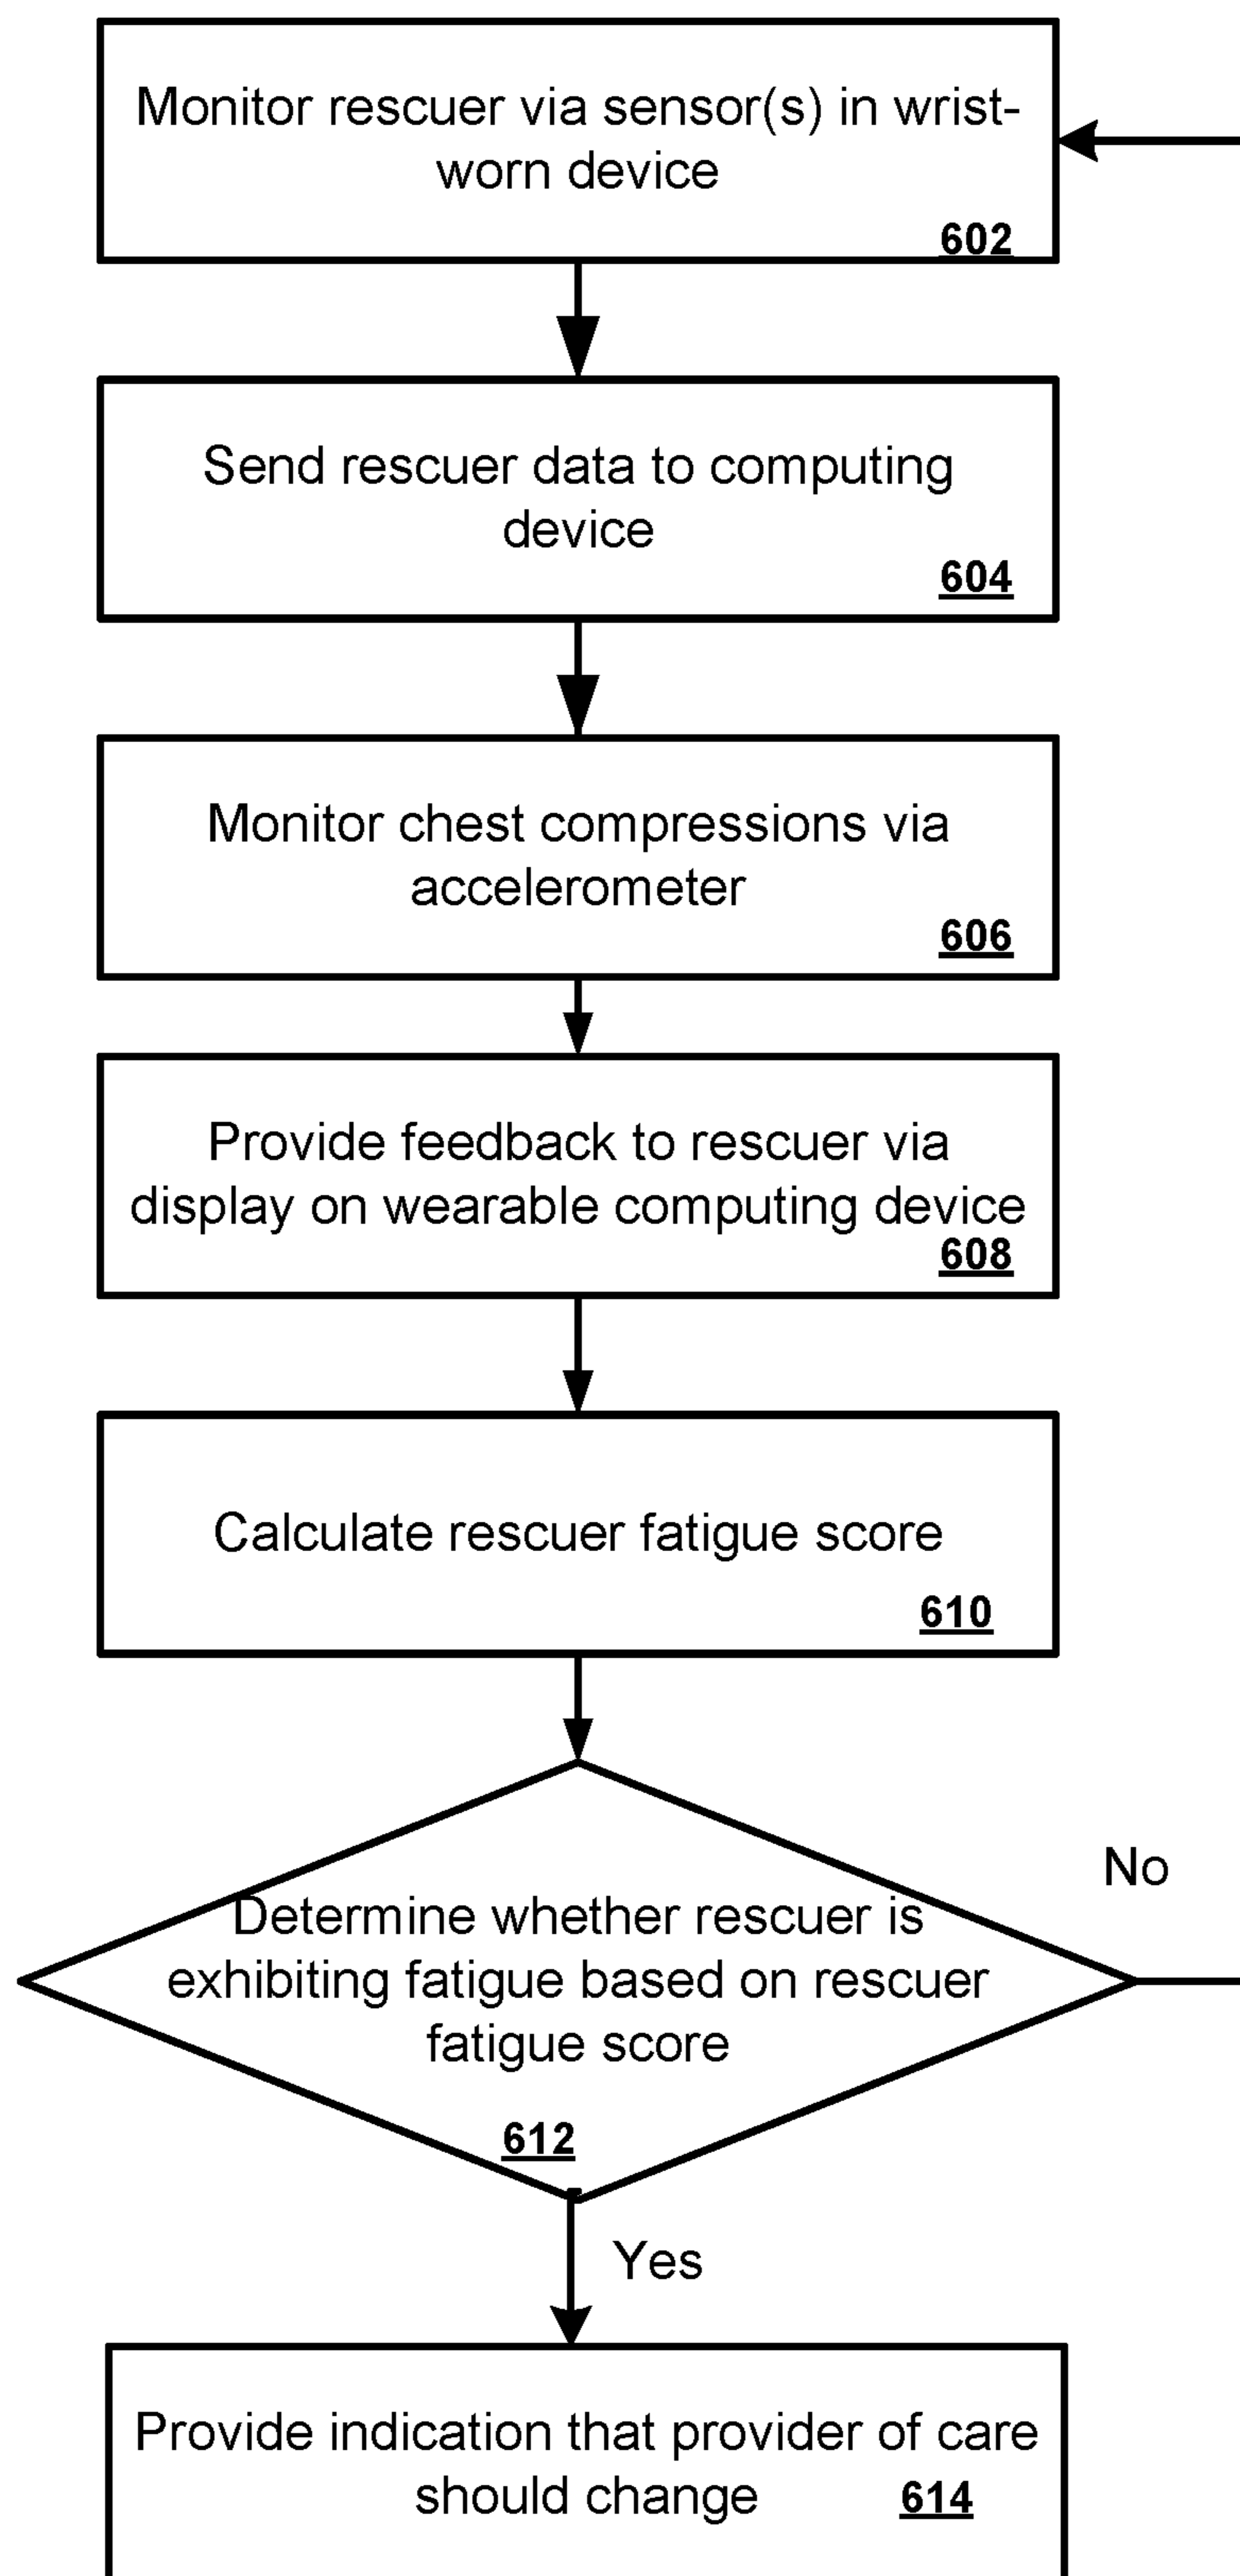 Monitor rescuer via sensor(s) in wrist-
worn device
602
Send rescuer data to computing
device
604
Monitor chest compressions via
accelerometer
606
Provide feedback to rescuer via
display on wearable computing device
608
Calculate rescuer fatigue score
610
No
Determine whether rescuer is
exhibiting fatigue based on rescuer
fatigue score
612
Yes
Provide indication that provider of care
should change 614